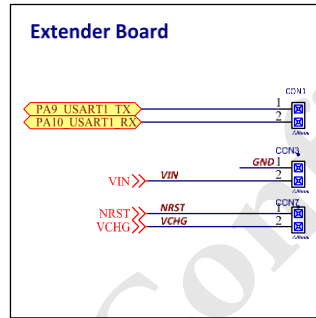 Extender Board
CON1
PA9_USART1_TX 1
PA10_USART1_RX 2
CON3
GND 1
VIN VIN 2
CON7
NRST NRST 1
VCHG VCHG 2